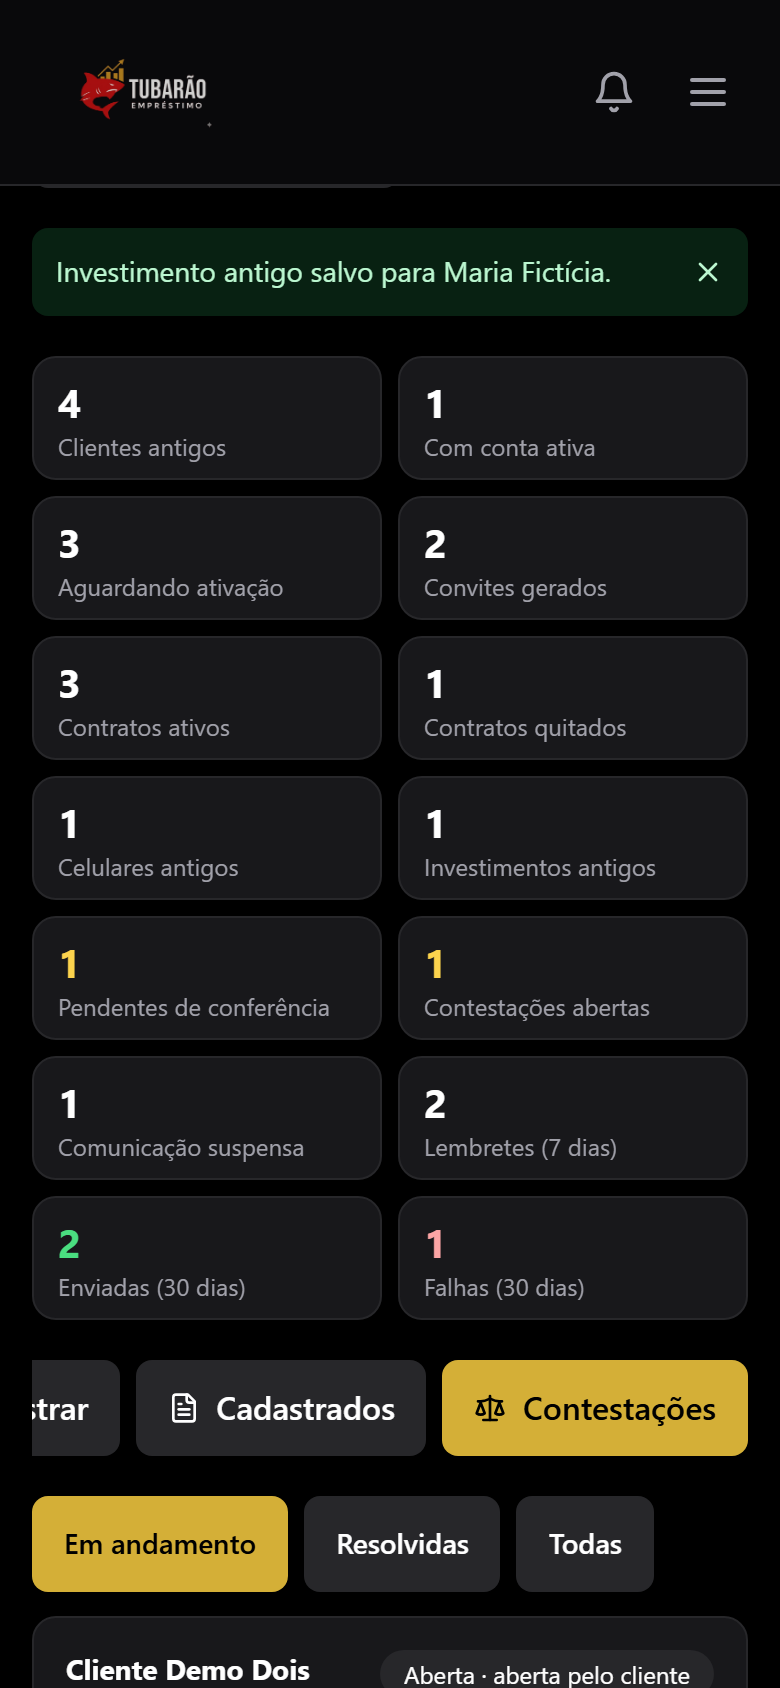 TUBARÃO
EMPRÉSTIMO
Investimento antigo salvo para Maria Fictícia.
4
Clientes antigos
1
Com conta ativa
3
Aguardando ativação
2
Convites gerados
3
Contratos ativos
1
Contratos quitados
1
Celulares antigos
1
Investimentos antigos
1
Pendentes de conferência
1
Contestações abertas
1
Comunicação suspensa
2
Lembretes (7 dias)
2
Enviadas (30 dias)
1
Falhas (30 dias)
strar
Cadastrados
Contestações
Em andamento
Resolvidas
Todas
Cliente Demo Dois
Aberta · aberta pelo cliente